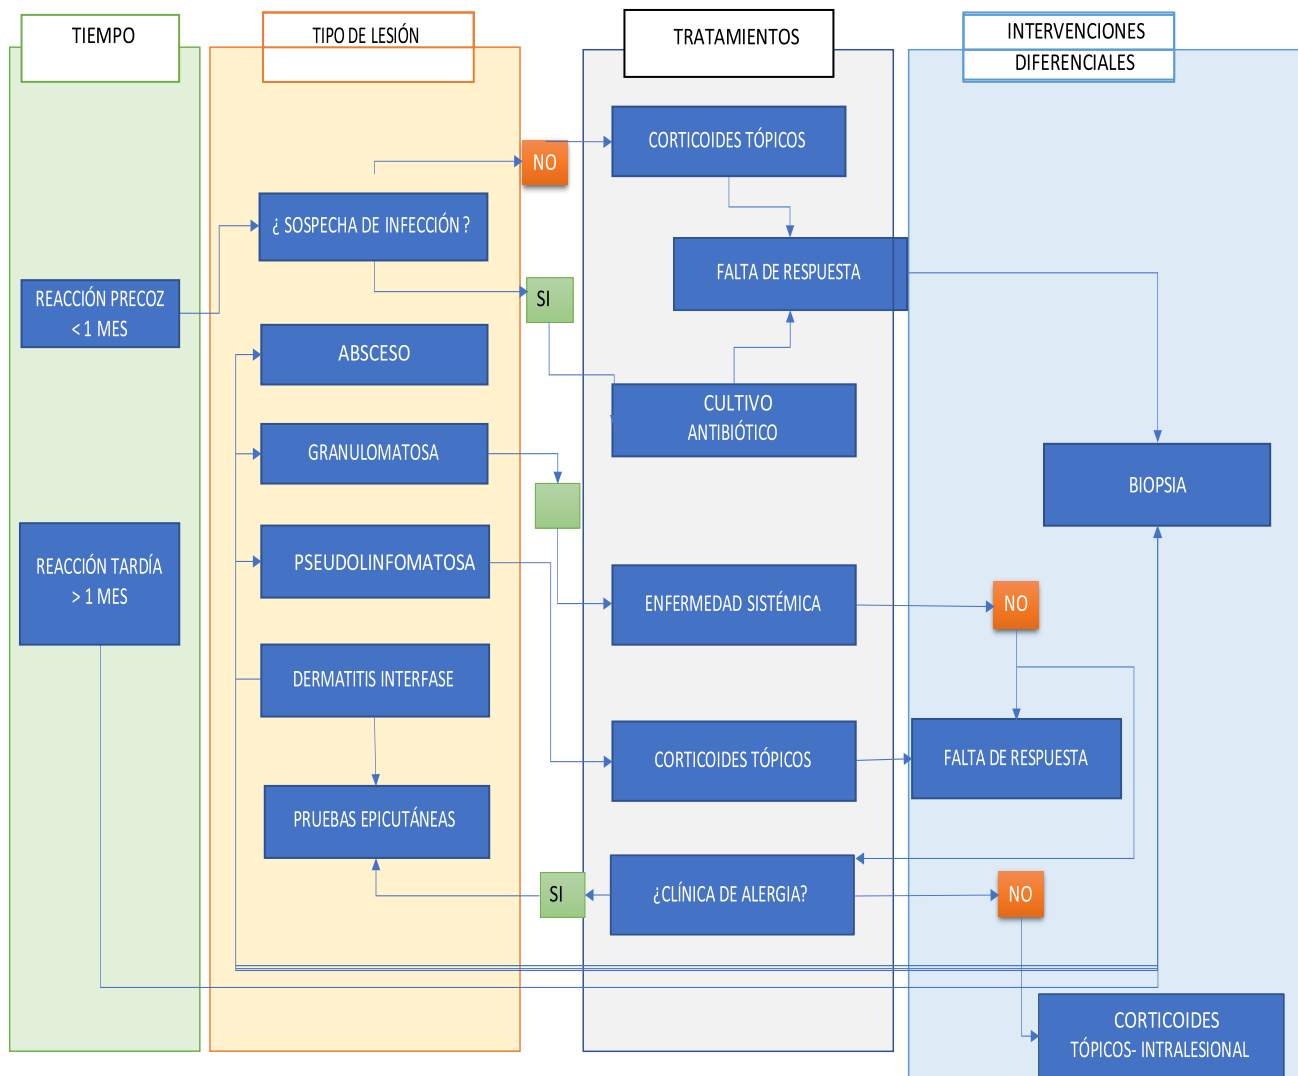 TIEMPO
TIPO DE LESIÓN
TRATAMIENTOS
INTERVENCIONES
DIFERENCIALES
REACCIÓN PRECOZ
< 1 MES
REACCIÓN TARDÍA
> 1 MES
¿ SOSPECHA DE INFECCIÓN ?
NO
SI
ABSCESO
GRANULOMATOSA
PSEUDOLINFOMATOSA
DERMATITIS INTERFASE
PRUEBAS EPICUTÁNEAS
CORTICOIDES TÓPICOS
FALTA DE RESPUESTA
CULTIVO
ANTIBIÓTICO
ENFERMEDAD SISTÉMICA
CORTICOIDES TÓPICOS
¿CLÍNICA DE ALERGIA?
SI
BIOPSIA
NO
FALTA DE RESPUESTA
NO
CORTICOIDES
TÓPICOS- INTRALESIONAL